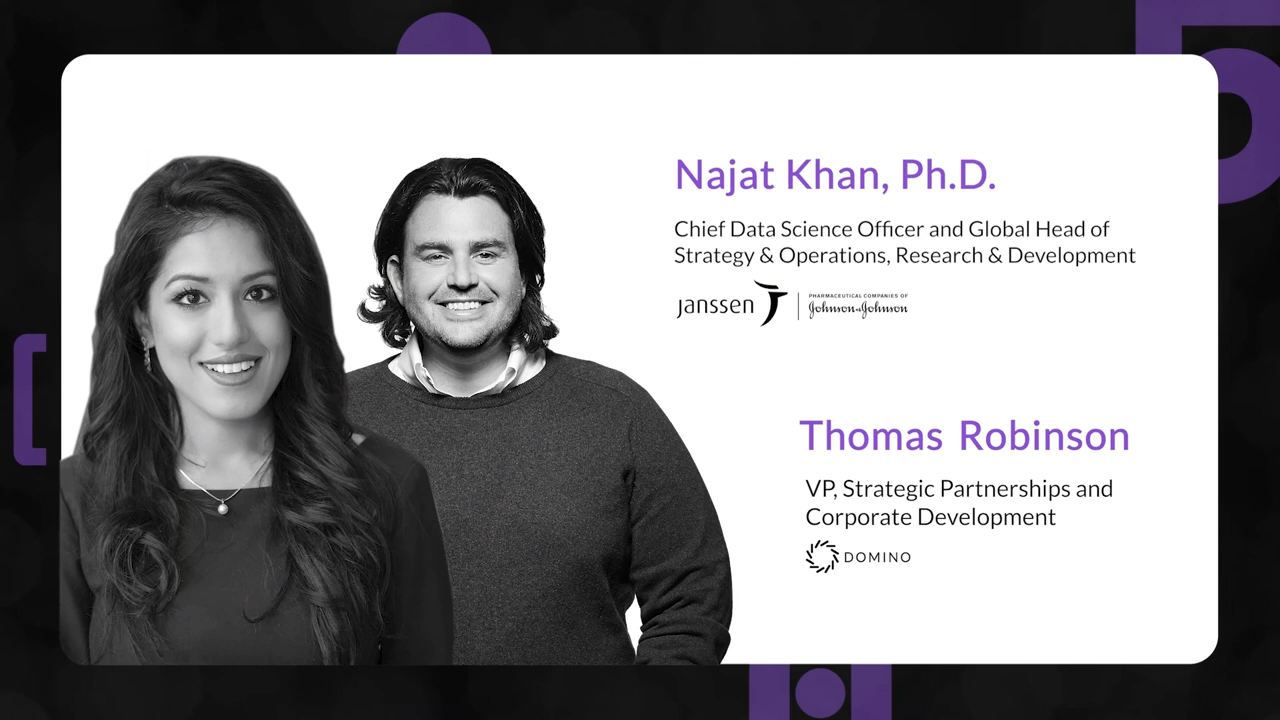 Najat Khan, Ph.D.
Chief Data Science Officer and Global Head of
Strategy & Operations, Research & Development
Janssen
PHARMACEUTICAL COMPANIES OF
Johnson & Johnson
Thomas Robinson
VP, Strategic Partnerships and
Corporate Development
DOMINO
5